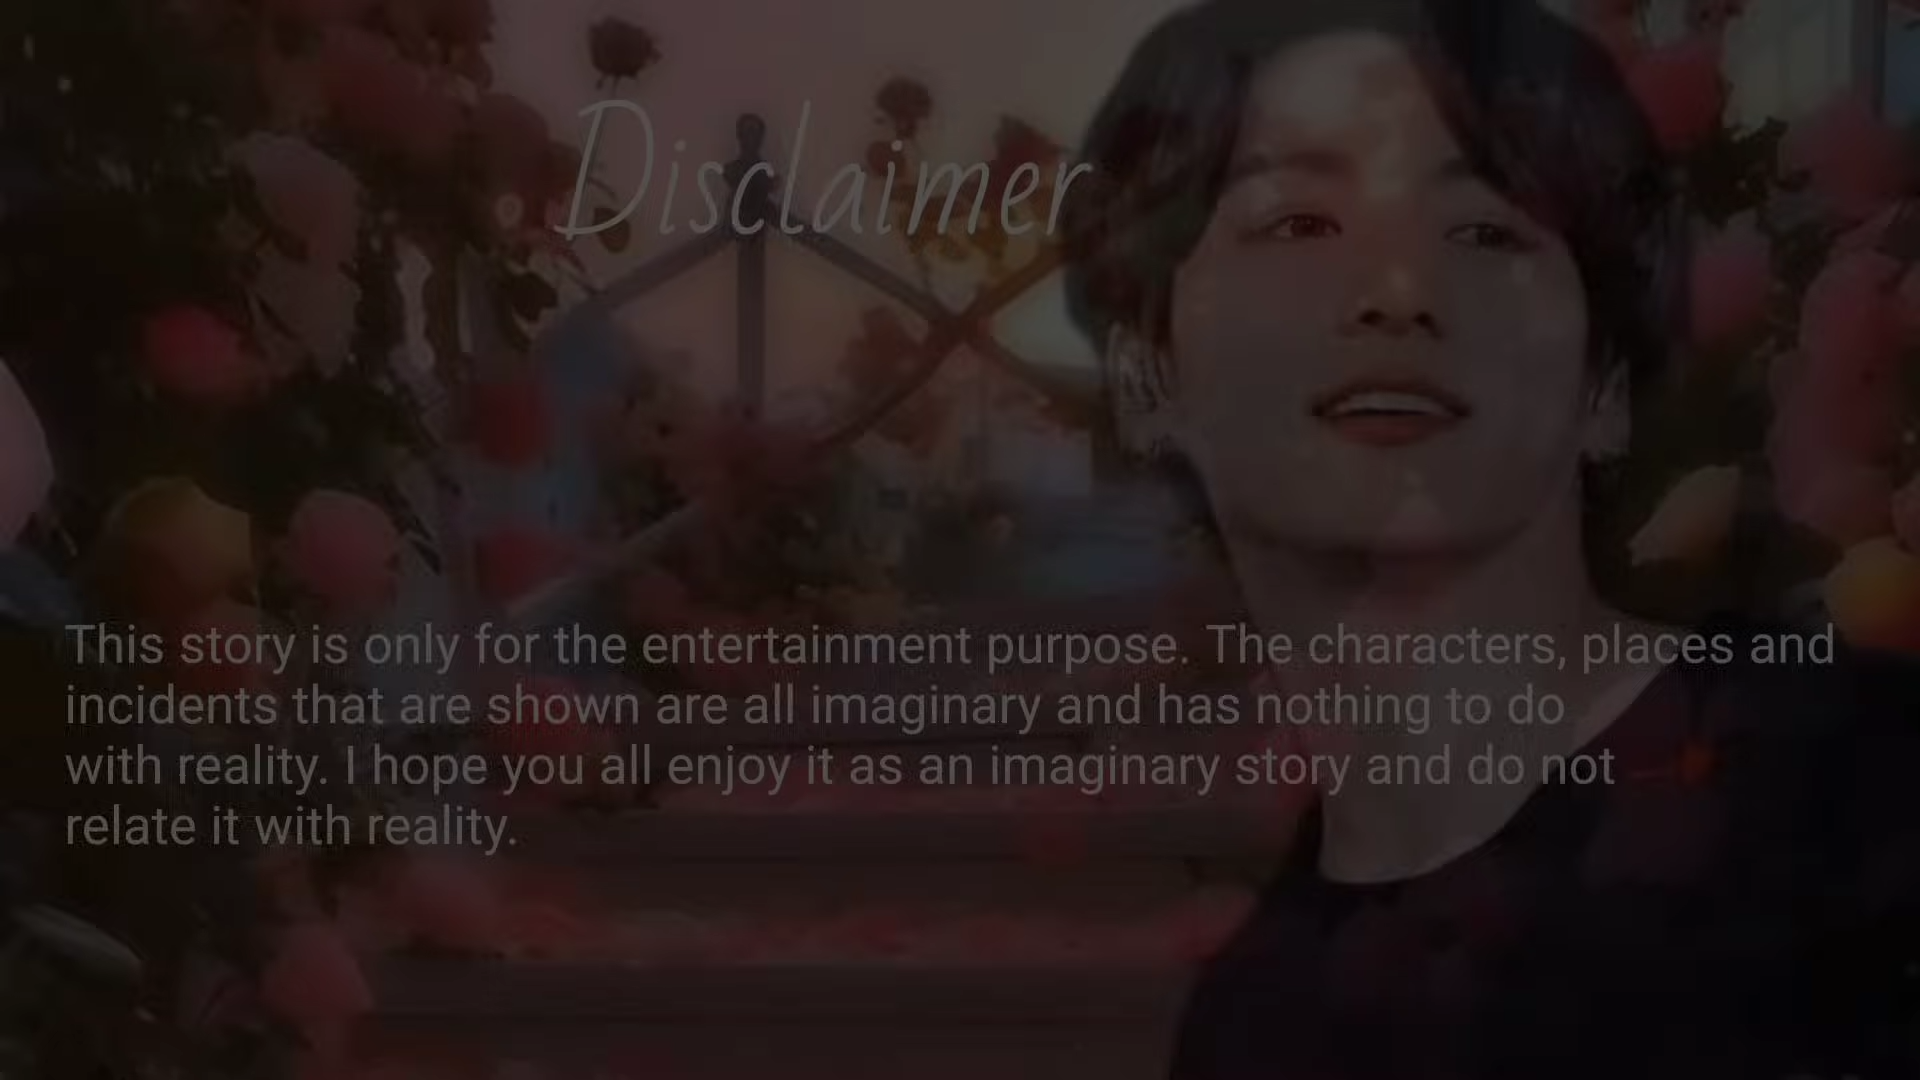 Disclaimer
This story is only for the entertainment purpose. The characters, places and
incidents that are shown are all imaginary and has nothing to do
with reality. I hope you all enjoy it as an imaginary story and do not
relate it with reality.